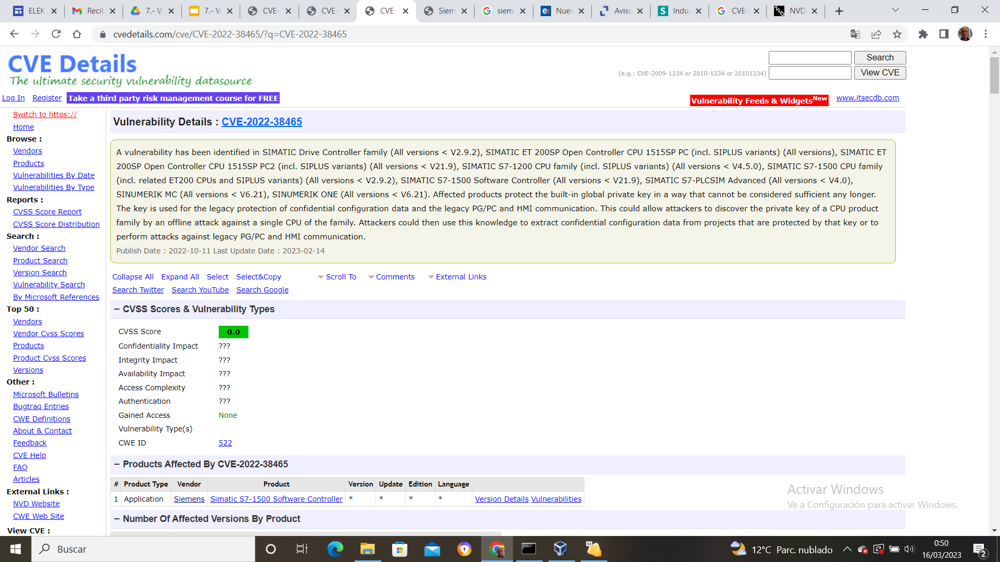 ELEK
Recib
7.- V
7.- V
CVE-
CVE-
CVE-
Siem
siem
Nuev
Aviso
Indu
CVE-
NVD
cvedetails.com/cve/CVE-2022-38465/?q=CVE-2022-38465
CVE Details
The ultimate security vulnerability datasource
Search
(e.g.: CVE-2009-1234 or 2010-1234 or 20101234)
View CVE
Log In Register Take a third party risk management course for FREE
Vulnerability Feeds & WidgetsNew www.itsecdb.com
Switch to https://
Home
Browse :
Vendors
Products
Vulnerabilities By Date
Vulnerabilities By Type
Reports :
CVSS Score Report
CVSS Score Distribution
Search :
Vendor Search
Product Search
Version Search
Vulnerability Search
By Microsoft References
Top 50 :
Vendors
Vendor Cvss Scores
Products
Product Cvss Scores
Versions
Other :
Microsoft Bulletins
Bugtraq Entries
CWE Definitions
About & Contact
Feedback
CVE Help
FAQ
Articles
External Links :
NVD Website
CWE Web Site
View CVE :
Vulnerability Details : CVE-2022-38465
A vulnerability has been identified in SIMATIC Drive Controller family (All versions < V2.9.2), SIMATIC ET 200SP Open Controller CPU 1515SP PC (incl. SIPLUS variants) (All versions), SIMATIC ET
200SP Open Controller CPU 1515SP PC2 (incl. SIPLUS variants) (All versions < V21.9), SIMATIC S7-1200 CPU family (incl. SIPLUS variants) (All versions < V4.5.0), SIMATIC S7-1500 CPU family
(incl. related ET200 CPUs and SIPLUS variants) (All versions < V2.9.2), SIMATIC S7-1500 Software Controller (All versions < V21.9), SIMATIC S7-PLCSIM Advanced (All versions < V4.0),
SINUMERIK MC (All versions < V6.21), SINUMERIK ONE (All versions < V6.21). Affected products protect the built-in global private key in a way that cannot be considered sufficient any longer.
The key is used for the legacy protection of confidential configuration data and the legacy PG/PC and HMI communication. This could allow attackers to discover the private key of a CPU product
family by an offline attack against a single CPU of the family. Attackers could then use this knowledge to extract confidential configuration data from projects that are protected by that key or to
perform attacks against legacy PG/PC and HMI communication.
Publish Date : 2022-10-11 Last Update Date : 2023-02-14
Collapse All Expand All Select Select&Copy Scroll To Comments External Links
Search Twitter Search YouTube Search Google
− CVSS Scores & Vulnerability Types
CVSS Score 0.0
Confidentiality Impact ???
Integrity Impact ???
Availability Impact ???
Access Complexity ???
Authentication ???
Gained Access None
Vulnerability Type(s)
CWE ID 522
− Products Affected By CVE-2022-38465
# Product Type Vendor Product Version Update Edition Language
1 Application Siemens Simatic S7-1500 Software Controller * * * * Version Details Vulnerabilities
− Number Of Affected Versions By Product
Activar Windows
Ve a Configuración para activar Windows.
Buscar
64
12°C Parc. nublado
0:50
16/03/2023
2